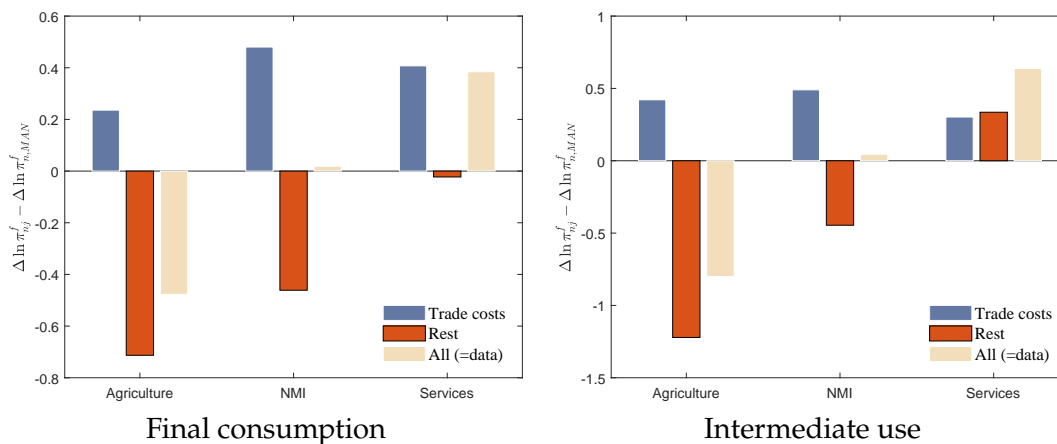 0.6
0.4
0.2
0
-0.2
-0.4
-0.6
-0.8
Δ ln π^f_{nj} − Δ ln π^f_{n,MAN}
Agriculture
NMI
Services
Trade costs
Rest
All (=data)
Final consumption
1
0.5
0
-0.5
-1
-1.5
Δ ln π^f_{nj} − Δ ln π^f_{n,MAN}
Agriculture
NMI
Services
Trade costs
Rest
All (=data)
Intermediate use